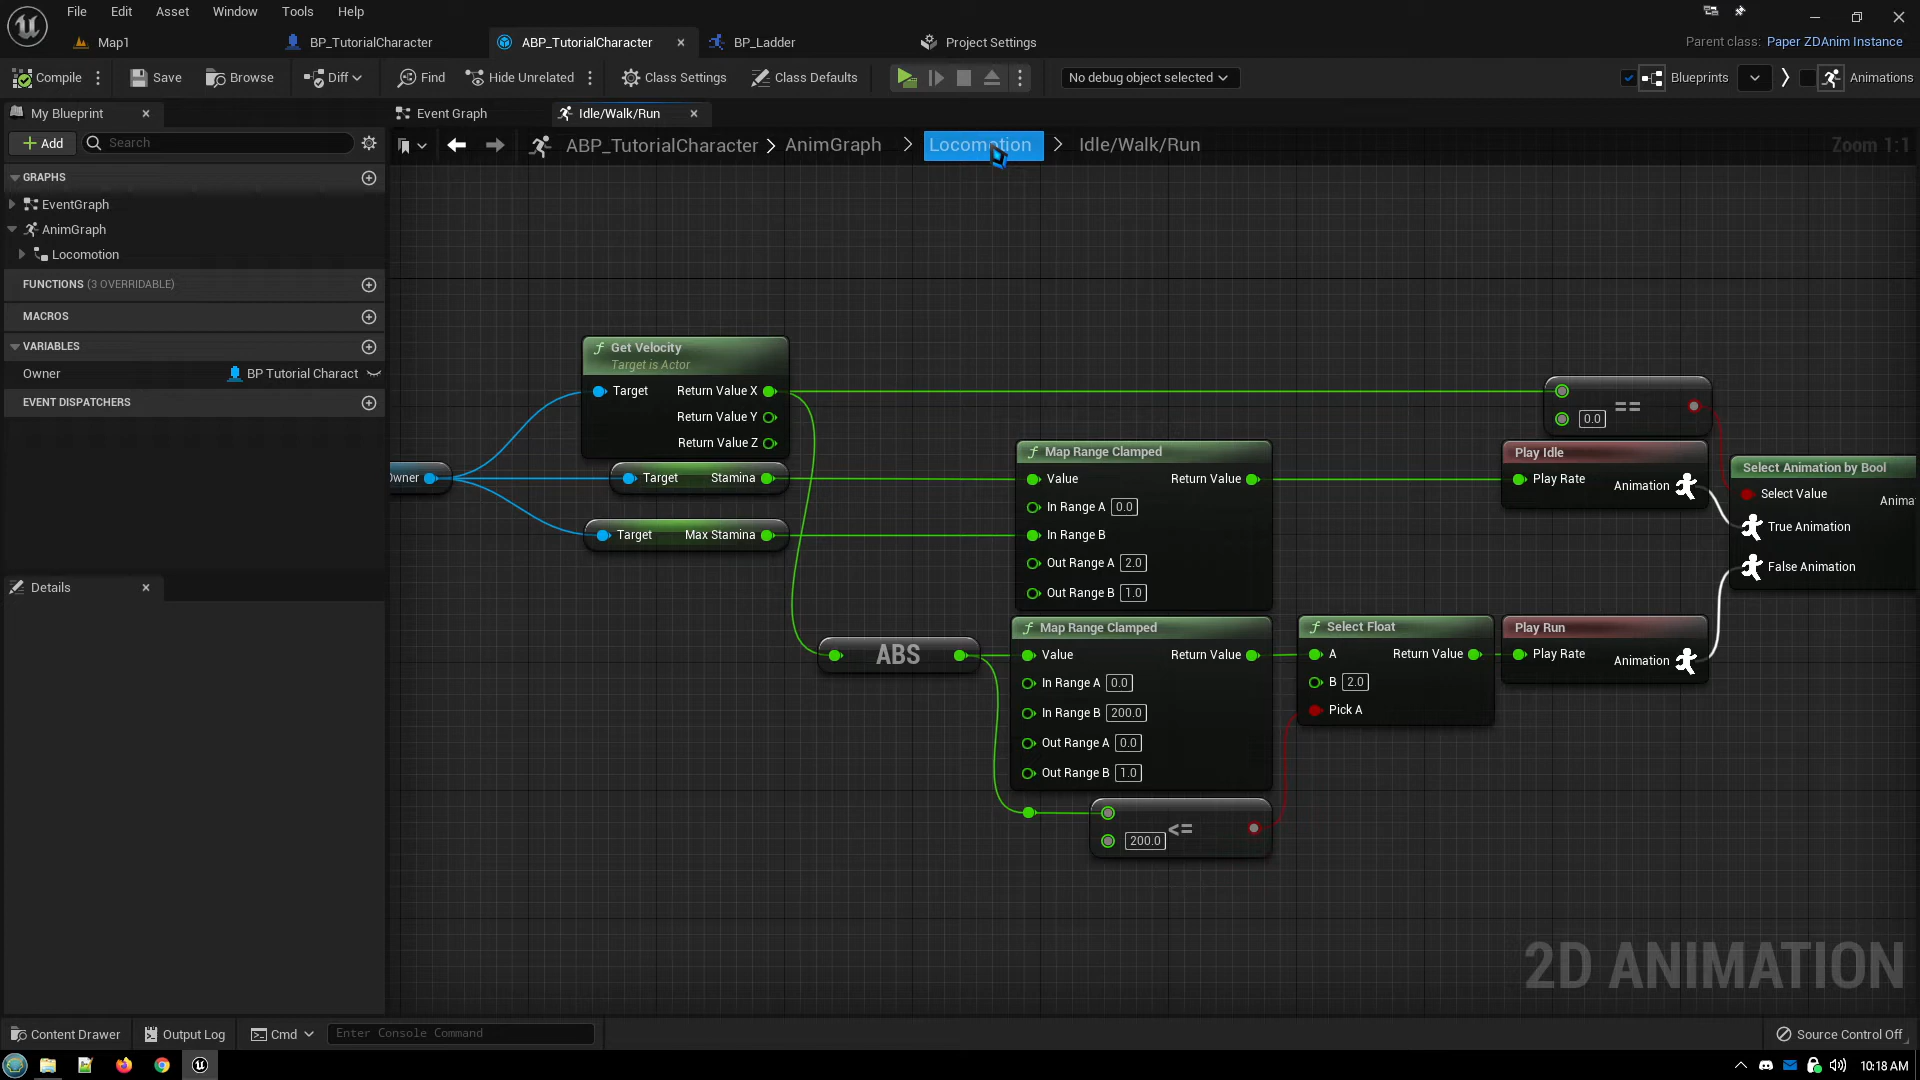 File Edit Asset Window Tools Help
Map1 BP_TutorialCharacter ABP_TutorialCharacter BP_Ladder Project Settings
Parent class: Paper ZDAnim Instance
Compile Save Browse Diff Find Hide Unrelated Class Settings Class Defaults No debug object selected Blueprints Animations
My Blueprint
Event Graph Idle/Walk/Run
Add Search
ABP_TutorialCharacter AnimGraph Locomotion Idle/Walk/Run
Zoom 1:1
GRAPHS
EventGraph
AnimGraph
Locomotion
FUNCTIONS (3 OVERRIDABLE)
MACROS
VARIABLES
Owner BP Tutorial Charact
EVENT DISPATCHERS
Details
Owner
f Get Velocity
Target is Actor
Target Return Value X
Return Value Y
Return Value Z
Target Stamina
Target Max Stamina
ABS
f Map Range Clamped
Value Return Value
In Range A 0.0
In Range B
Out Range A 2.0
Out Range B 1.0
f Map Range Clamped
Value Return Value
In Range A 0.0
In Range B 200.0
Out Range A 0.0
Out Range B 1.0
<=
200.0
f Select Float
A Return Value
B 2.0
Pick A
==
0.0
Play Idle
Play Rate Animation
Play Run
Play Rate Animation
Select Animation by Bool
Select Value Anima
True Animation
False Animation
2D ANIMATION
Content Drawer Output Log Cmd Enter Console Command Source Control Off
10:18 AM